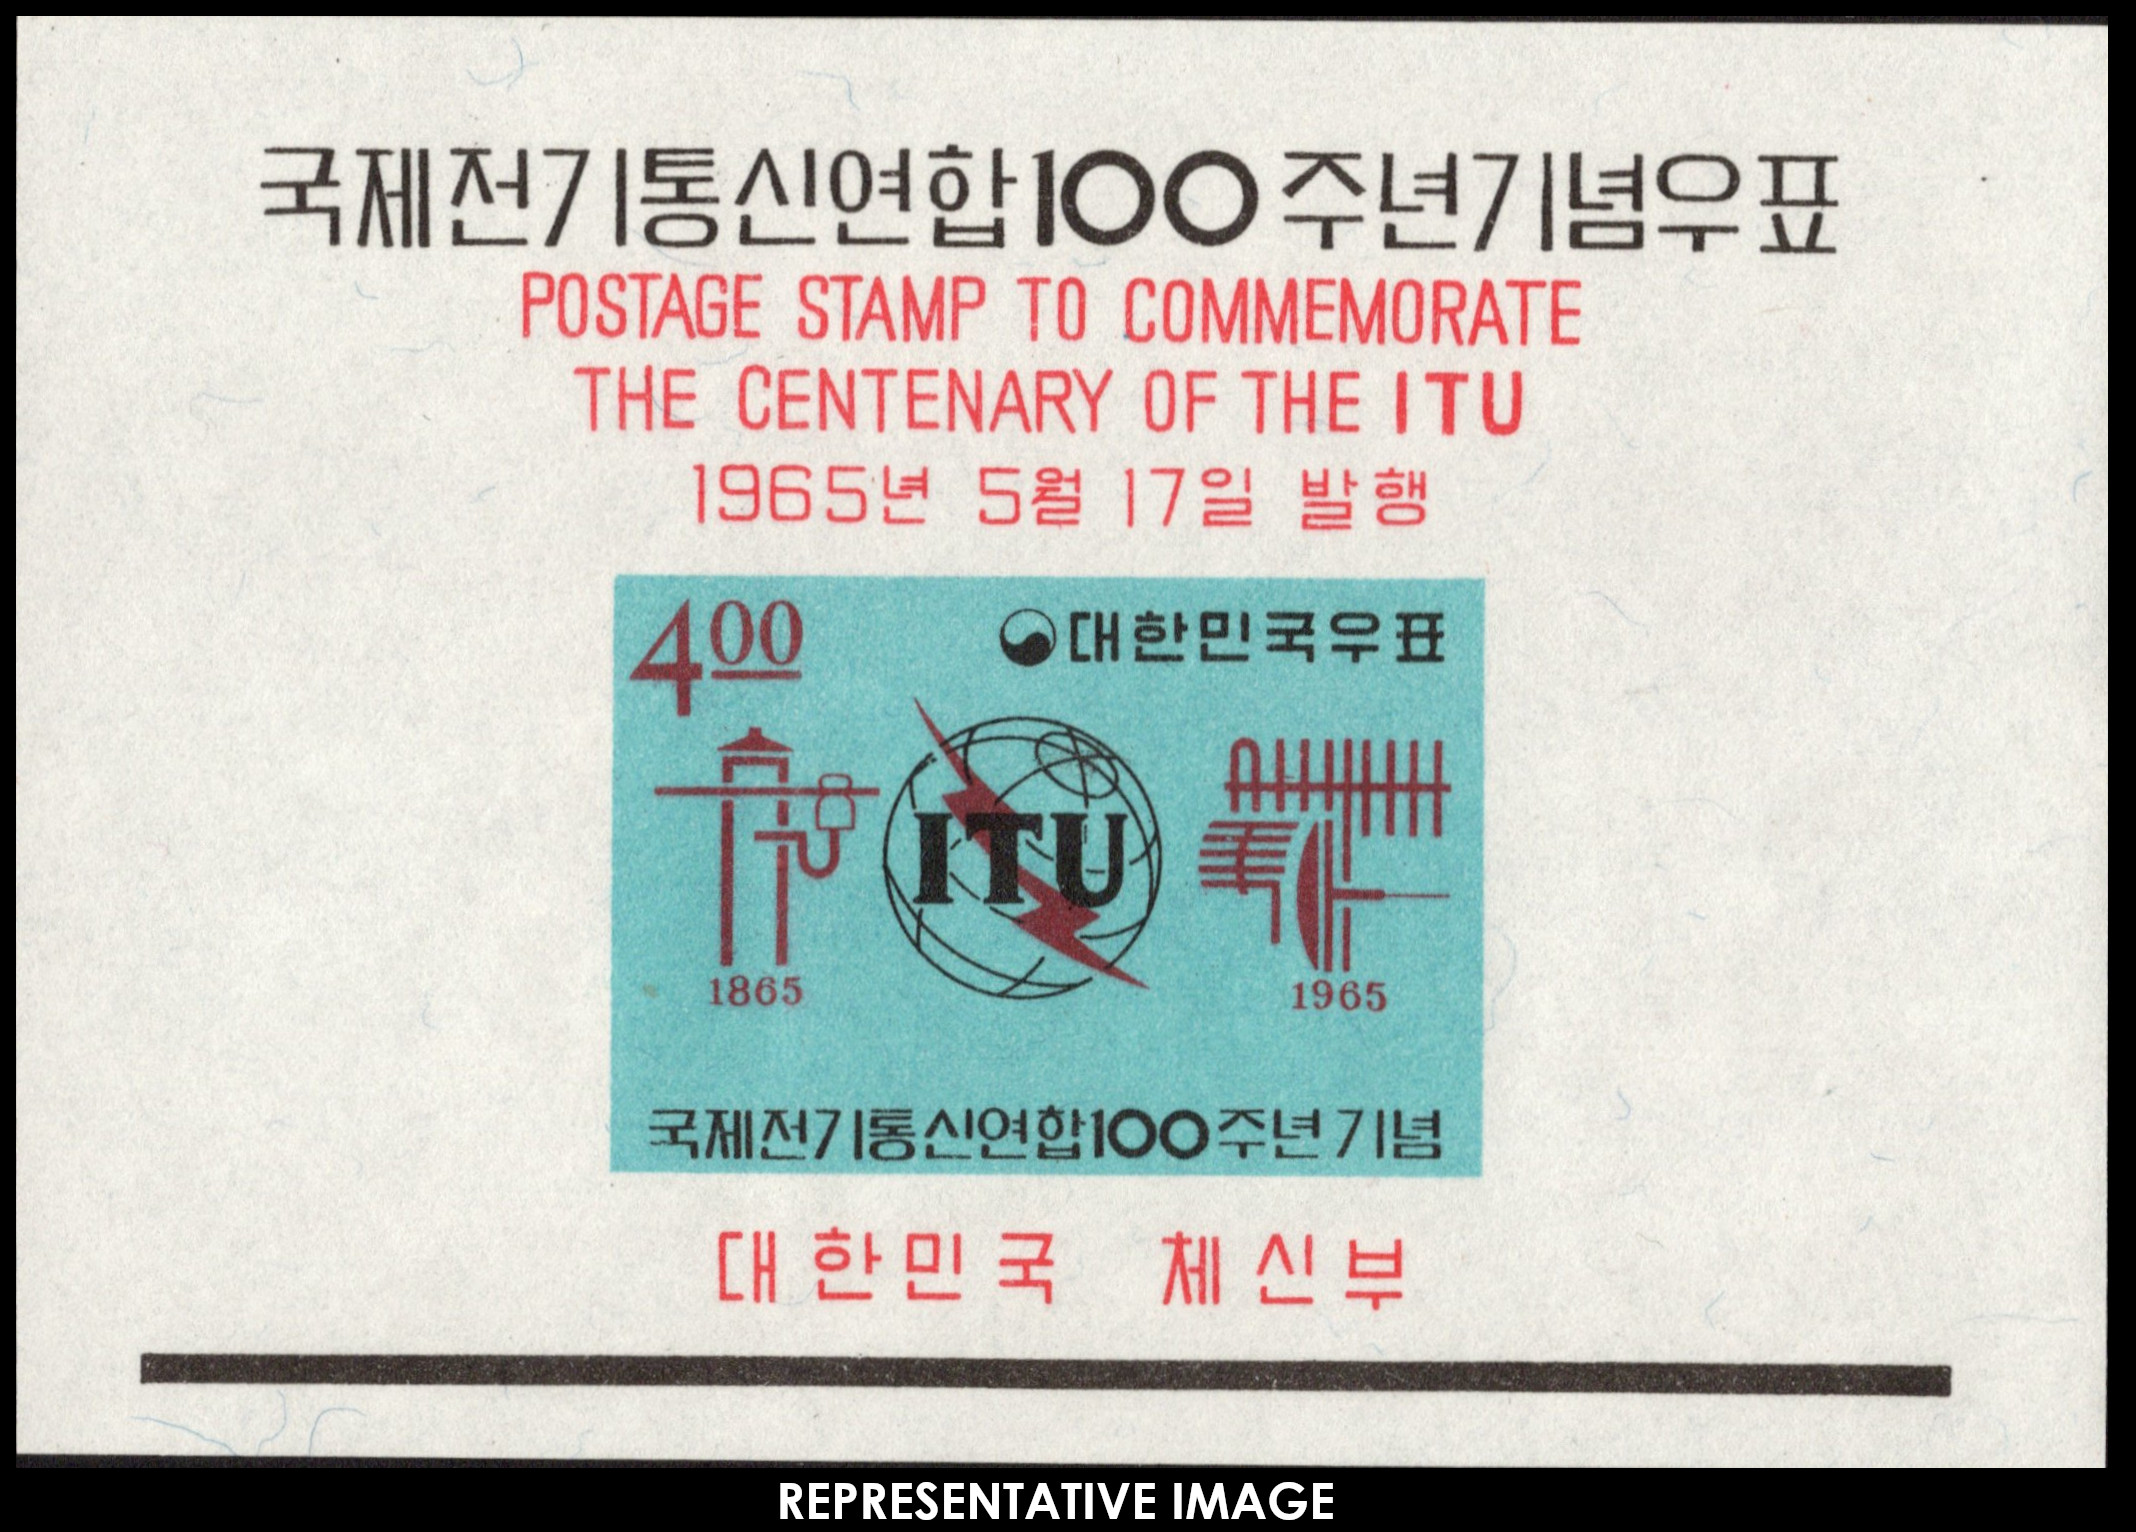 국제전기통신연합100주년기념우표
POSTAGE STAMP TO COMMEMORATE
THE CENTENARY OF THE ITU
1965년 5월 17일 발행
4 00 대한민국우표
ITU
1865 1965
국제전기통신연합100주년기념
대한민국 체신부
REPRESENTATIVE IMAGE